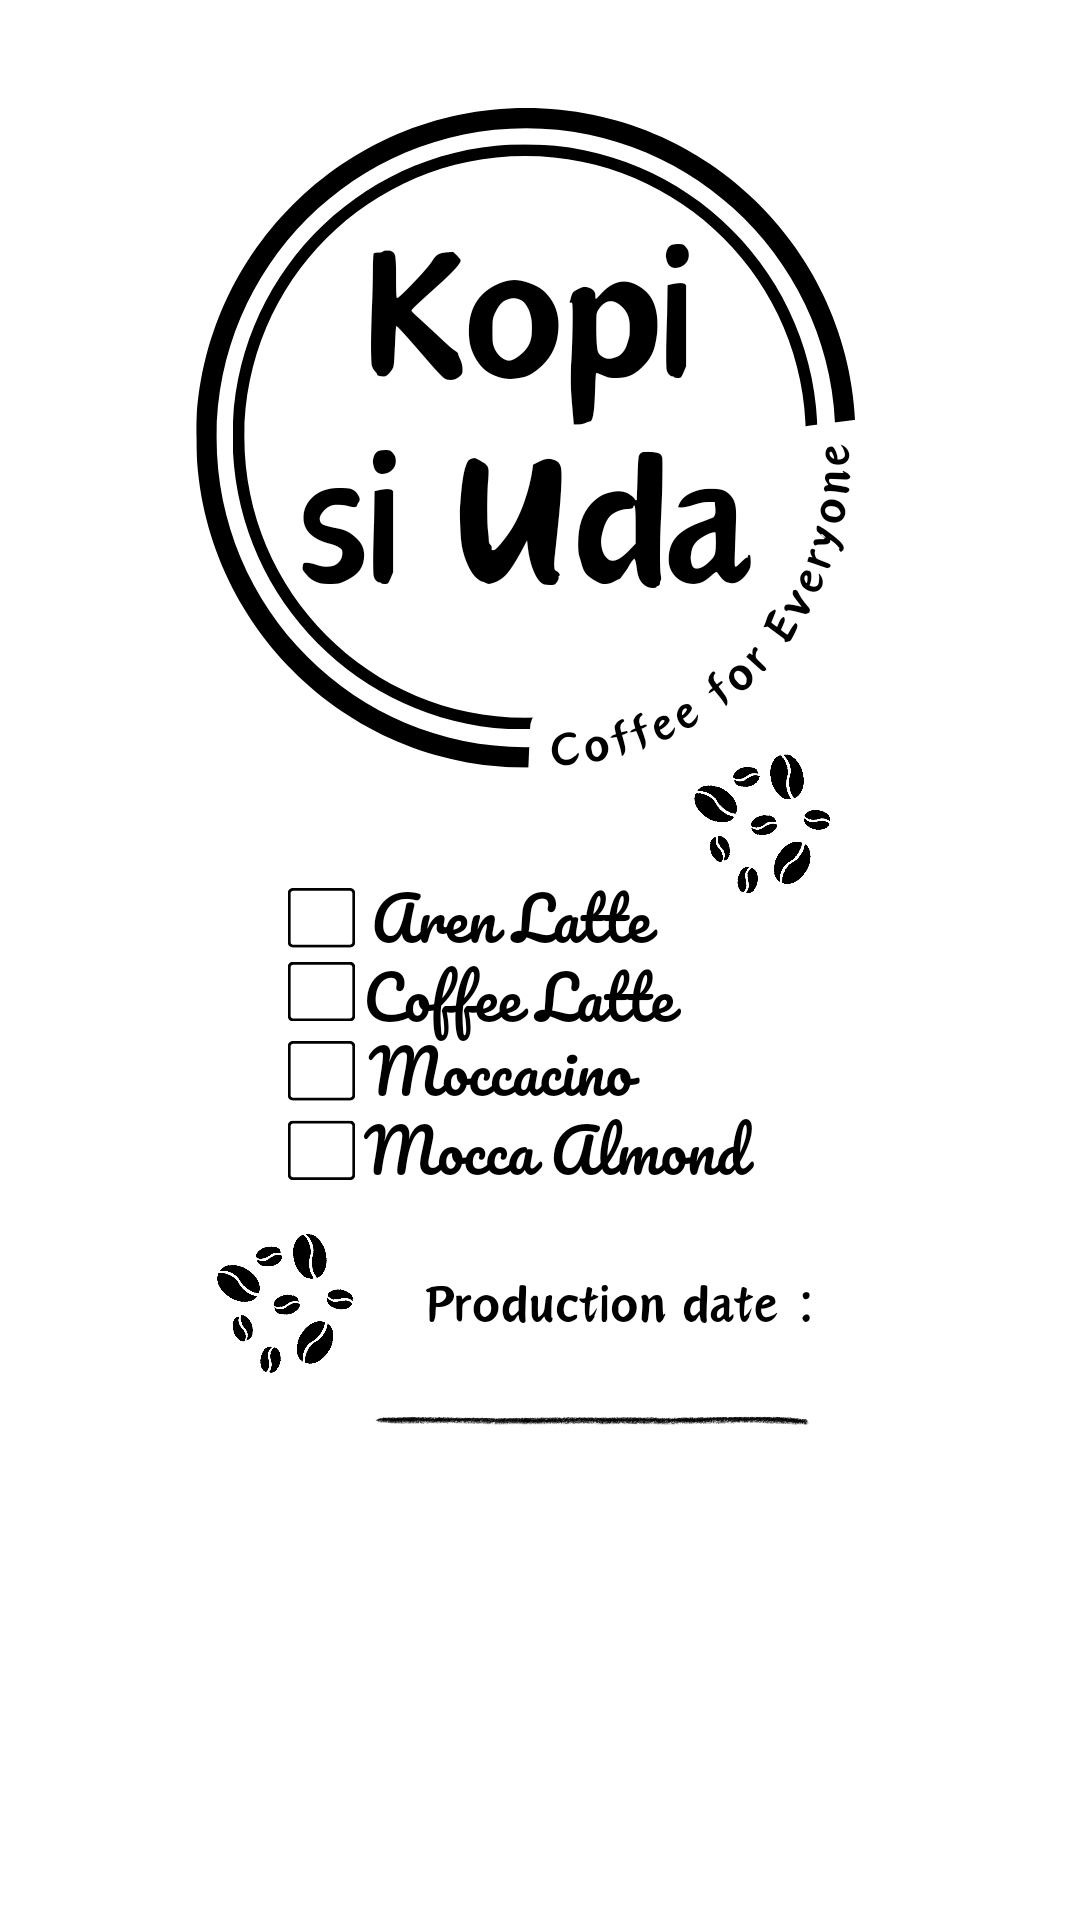 Kopi
si Uda
Coffee for Everyone
Aren Latte
Coffee Latte
Moccacino
Mocca Almond
Production date :